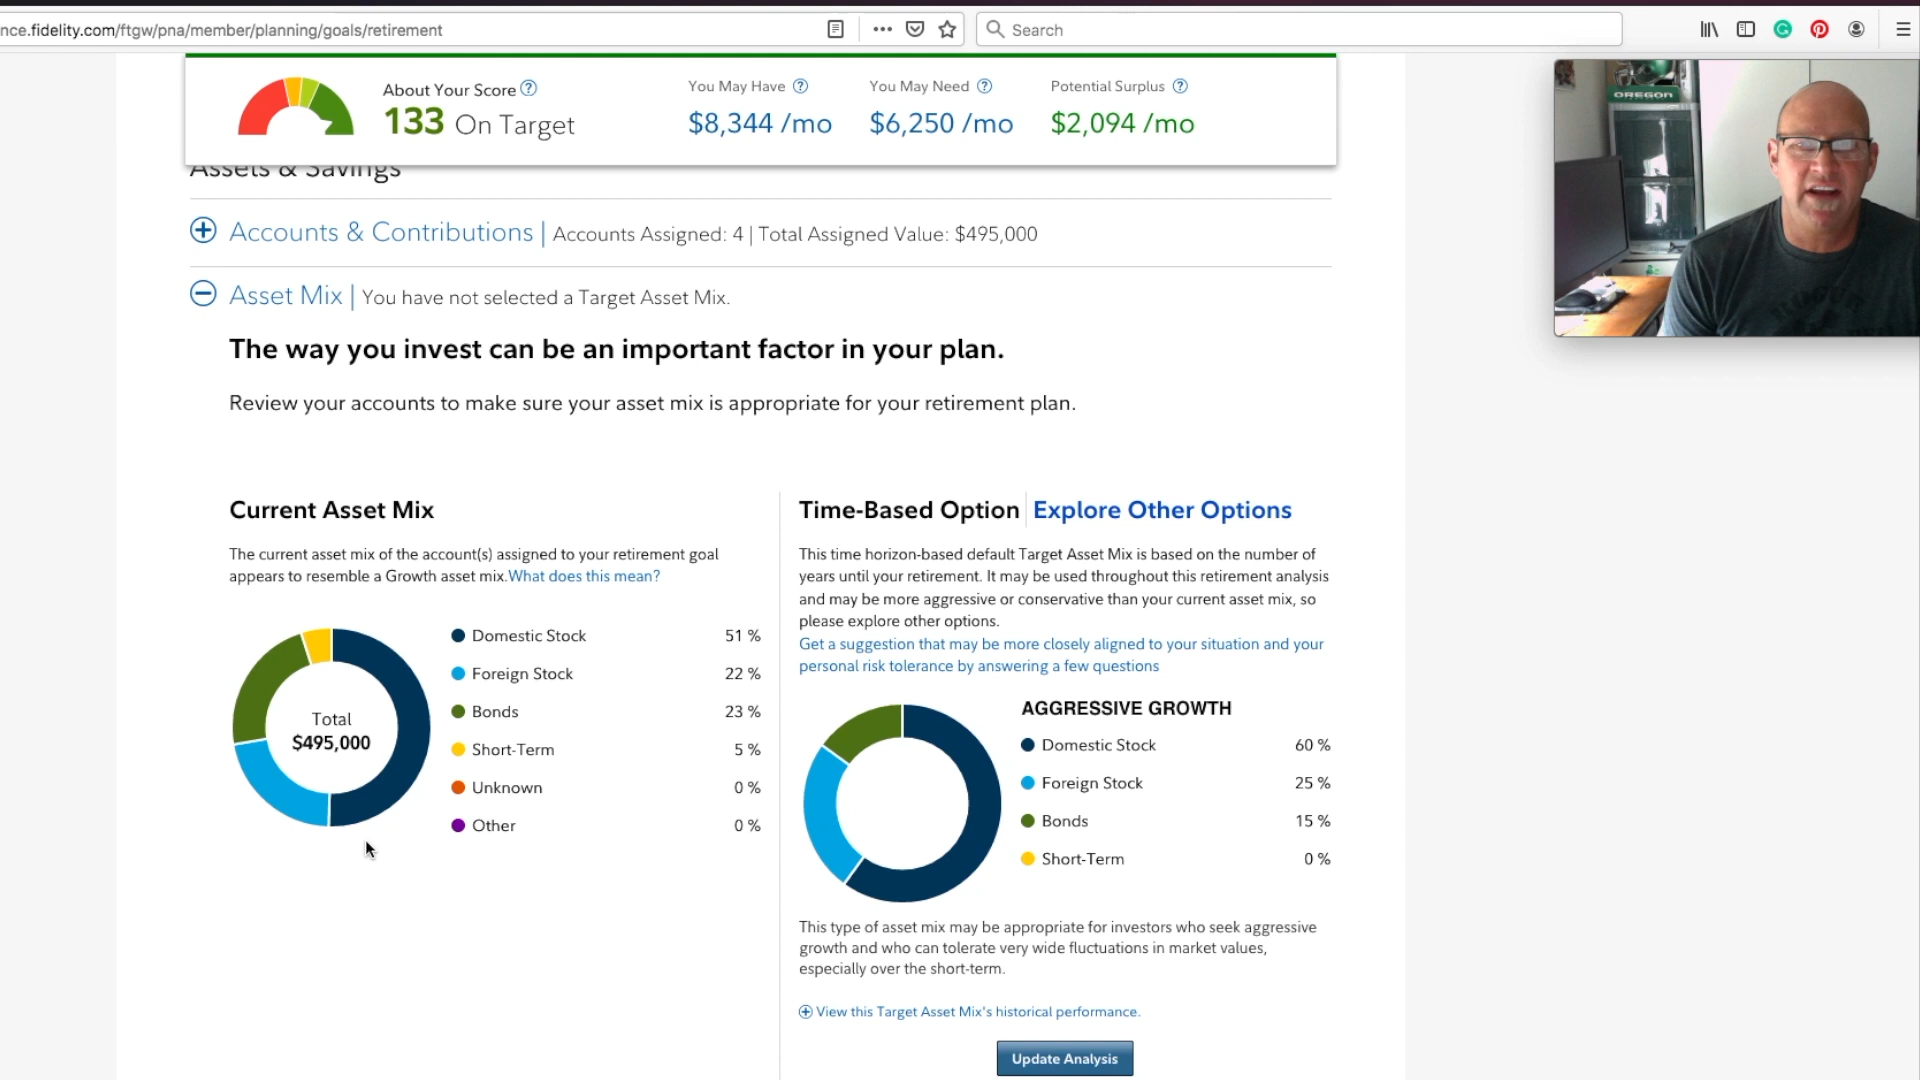 nce.fidelity.com/ftgw/pna/member/planning/goals/retirement
Search
About Your Score ?
133 On Target
You May Have ?
$8,344 /mo
You May Need ?
$6,250 /mo
Potential Surplus ?
$2,094 /mo
Assets & Savings
Accounts & Contributions | Accounts Assigned: 4 | Total Assigned Value: $495,000
Asset Mix | You have not selected a Target Asset Mix.
The way you invest can be an important factor in your plan.
Review your accounts to make sure your asset mix is appropriate for your retirement plan.
Current Asset Mix
The current asset mix of the account(s) assigned to your retirement goal
appears to resemble a Growth asset mix.What does this mean?
Total
$495,000
Domestic Stock 51 %
Foreign Stock 22 %
Bonds 23 %
Short-Term 5 %
Unknown 0 %
Other 0 %
Time-Based Option Explore Other Options
This time horizon-based default Target Asset Mix is based on the number of
years until your retirement. It may be used throughout this retirement analysis
and may be more aggressive or conservative than your current asset mix, so
please explore other options.
Get a suggestion that may be more closely aligned to your situation and your
personal risk tolerance by answering a few questions
AGGRESSIVE GROWTH
Domestic Stock 60 %
Foreign Stock 25 %
Bonds 15 %
Short-Term 0 %
This type of asset mix may be appropriate for investors who seek aggressive
growth and who can tolerate very wide fluctuations in market values,
especially over the short-term.
View this Target Asset Mix's historical performance.
Update Analysis
OREGON